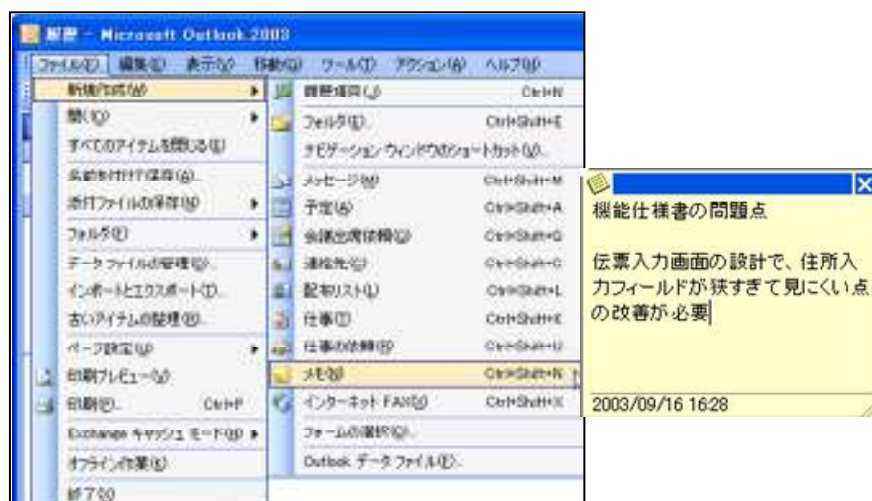 履歴 - Microsoft Outlook 2003
ファイル(F) 編集(E) 表示(V) 移動(G) ツール(T) アクション(A) ヘルプ(H)
新規作成(W)
開く(O)
すべてのアイテムを閉じる(E)
名前を付けて保存(A)...
添付ファイルの保存(N)
フォルダ(F)
データ ファイルの管理(G)...
インポートとエクスポート(T)...
古いアイテムの整理(R)...
ページ設定(U)
印刷プレビュー(V)
印刷(P)... Ctrl+P
Exchange キャッシュ モード(H)
オフライン作業(K)
終了(X)
履歴項目(J) Ctrl+N
フォルダ(E)... Ctrl+Shift+E
ナビゲーション ウィンドウのショートカット(V)...
メッセージ(M) Ctrl+Shift+M
予定(A) Ctrl+Shift+A
会議出席依頼(Q) Ctrl+Shift+Q
連絡先(C) Ctrl+Shift+C
配布リスト(L) Ctrl+Shift+L
仕事(T) Ctrl+Shift+K
仕事の依頼(R) Ctrl+Shift+U
メモ(N) Ctrl+Shift+N
インターネット FAX(X) Ctrl+Shift+X
フォームの選択(O)...
Outlook データ ファイル(F)...
機能仕様書の問題点
伝票入力画面の設計で、住所入
力フィールドが狭すぎて見にくい点
の改善が必要
2003/09/16 16:28